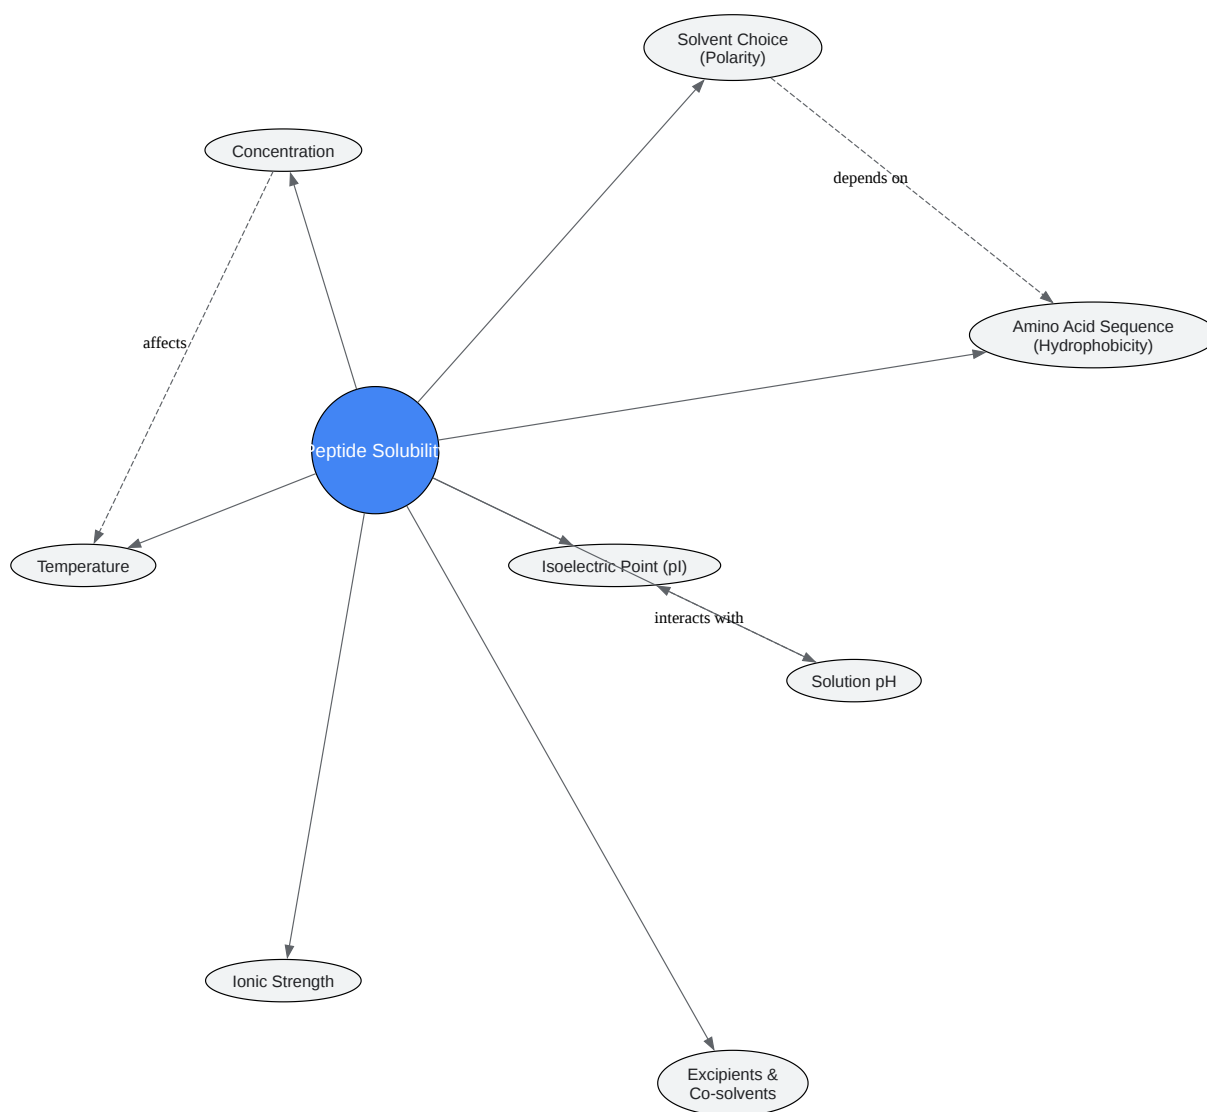 Solvent Choice
(Polarity)
Concentration
depends on
Amino Acid Sequence
(Hydrophobicity)
affects
Peptide Solubilit
Temperature
Isoelectric Point (pI)
interacts with
Solution pH
Ionic Strength
Excipients &
Co-solvents